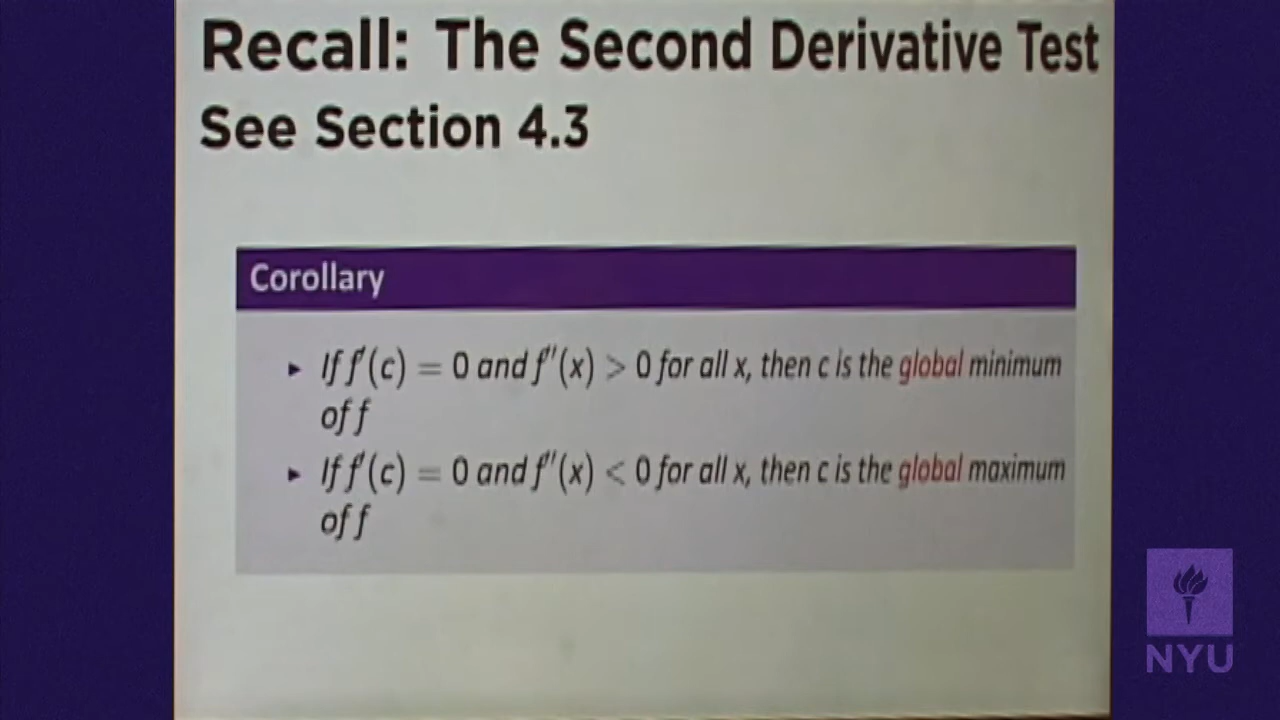 Recall: The Second Derivative Test
See Section 4.3
Corollary
▸ If f′(c) = 0 and f″(x) > 0 for all x, then c is the global minimum
of f
▸ If f′(c) = 0 and f″(x) < 0 for all x, then c is the global maximum
of f
NYU